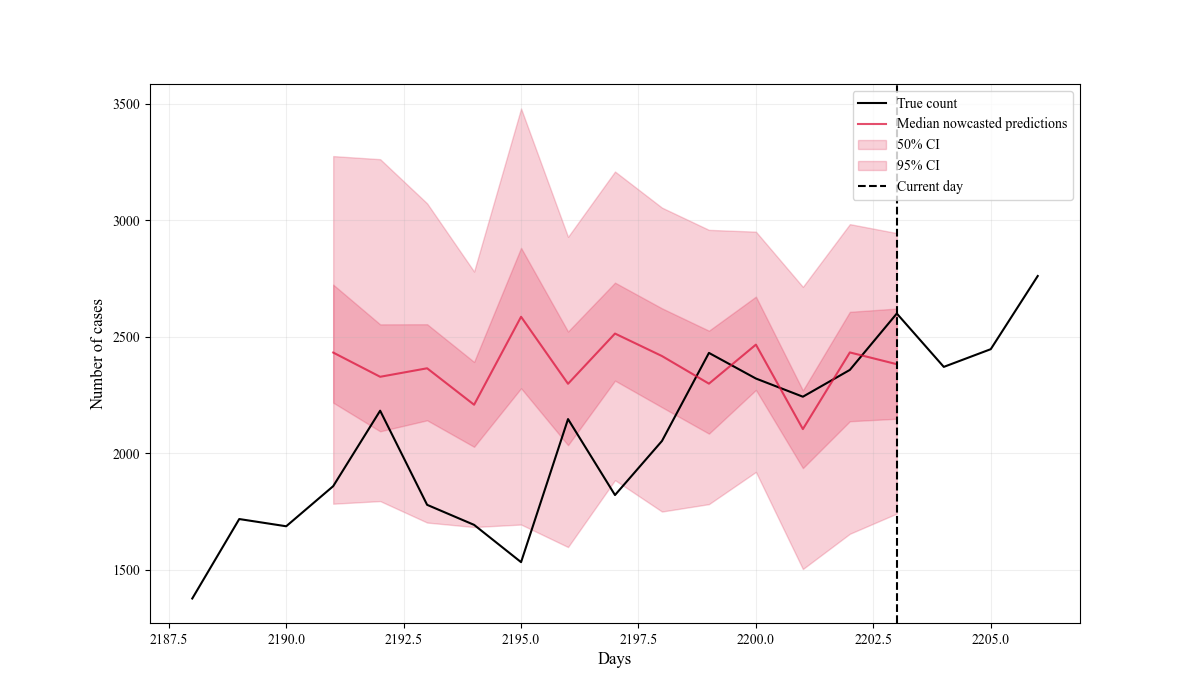 3500
3000
2500
2000
1500
Number of cases
True count
Median nowcasted predictions
50% CI
95% CI
Current day
2187.5 2190.0 2192.5 2195.0 2197.5 2200.0 2202.5 2205.0
Days